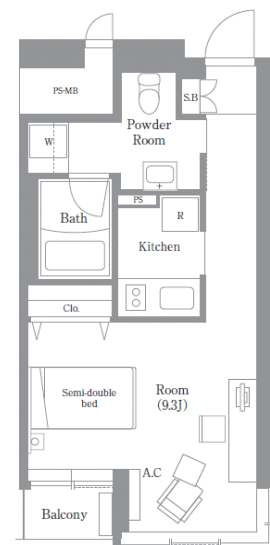 PS-MB
S.B
Powder
Room
W
PS
R
Bath
Kitchen
Clo.
Semi-double
bed
Room
(9.3J)
A.C
Balcony